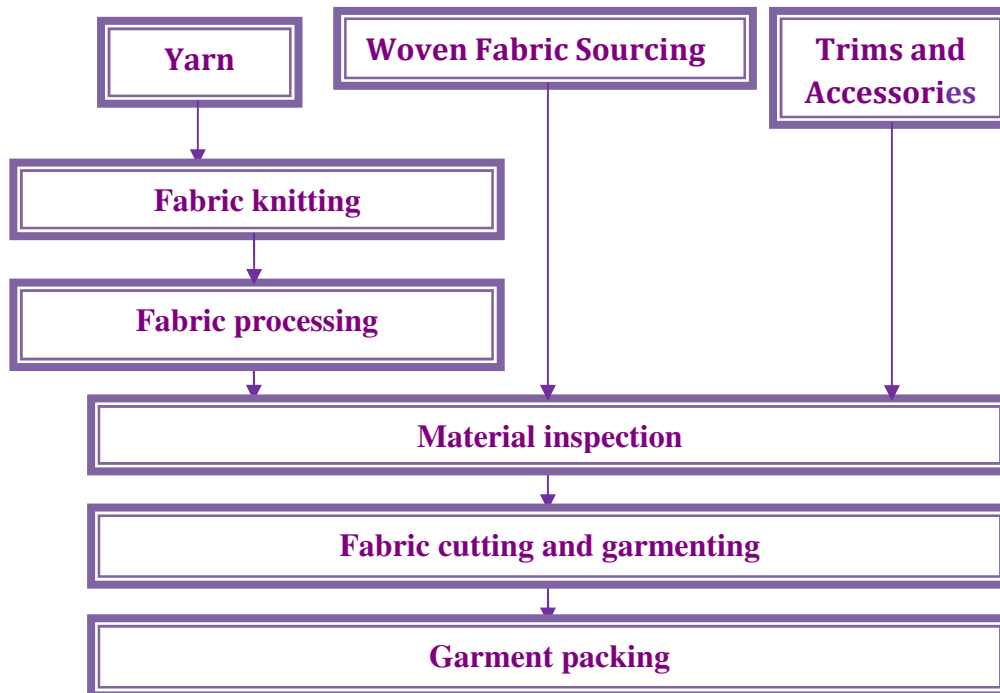 Yarn
Woven Fabric Sourcing
Trims and
Accessories
Fabric knitting
Fabric processing
Material inspection
Fabric cutting and garmenting
Garment packing